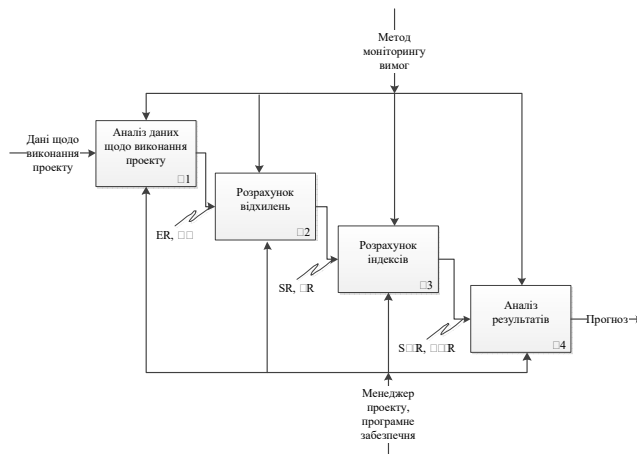 Метод
моніторингу
вимог
Дані щодо
виконання
проекту
Аналіз даних
щодо виконання
проекту
□1
ER, □□
Розрахунок
відхилень
□2
SR, □R
Розрахунок
індексів
□3
S□□R, □□□R
Аналіз
результатів
□4
Прогноз
Менеджер
проекту,
програмне
забезпечня